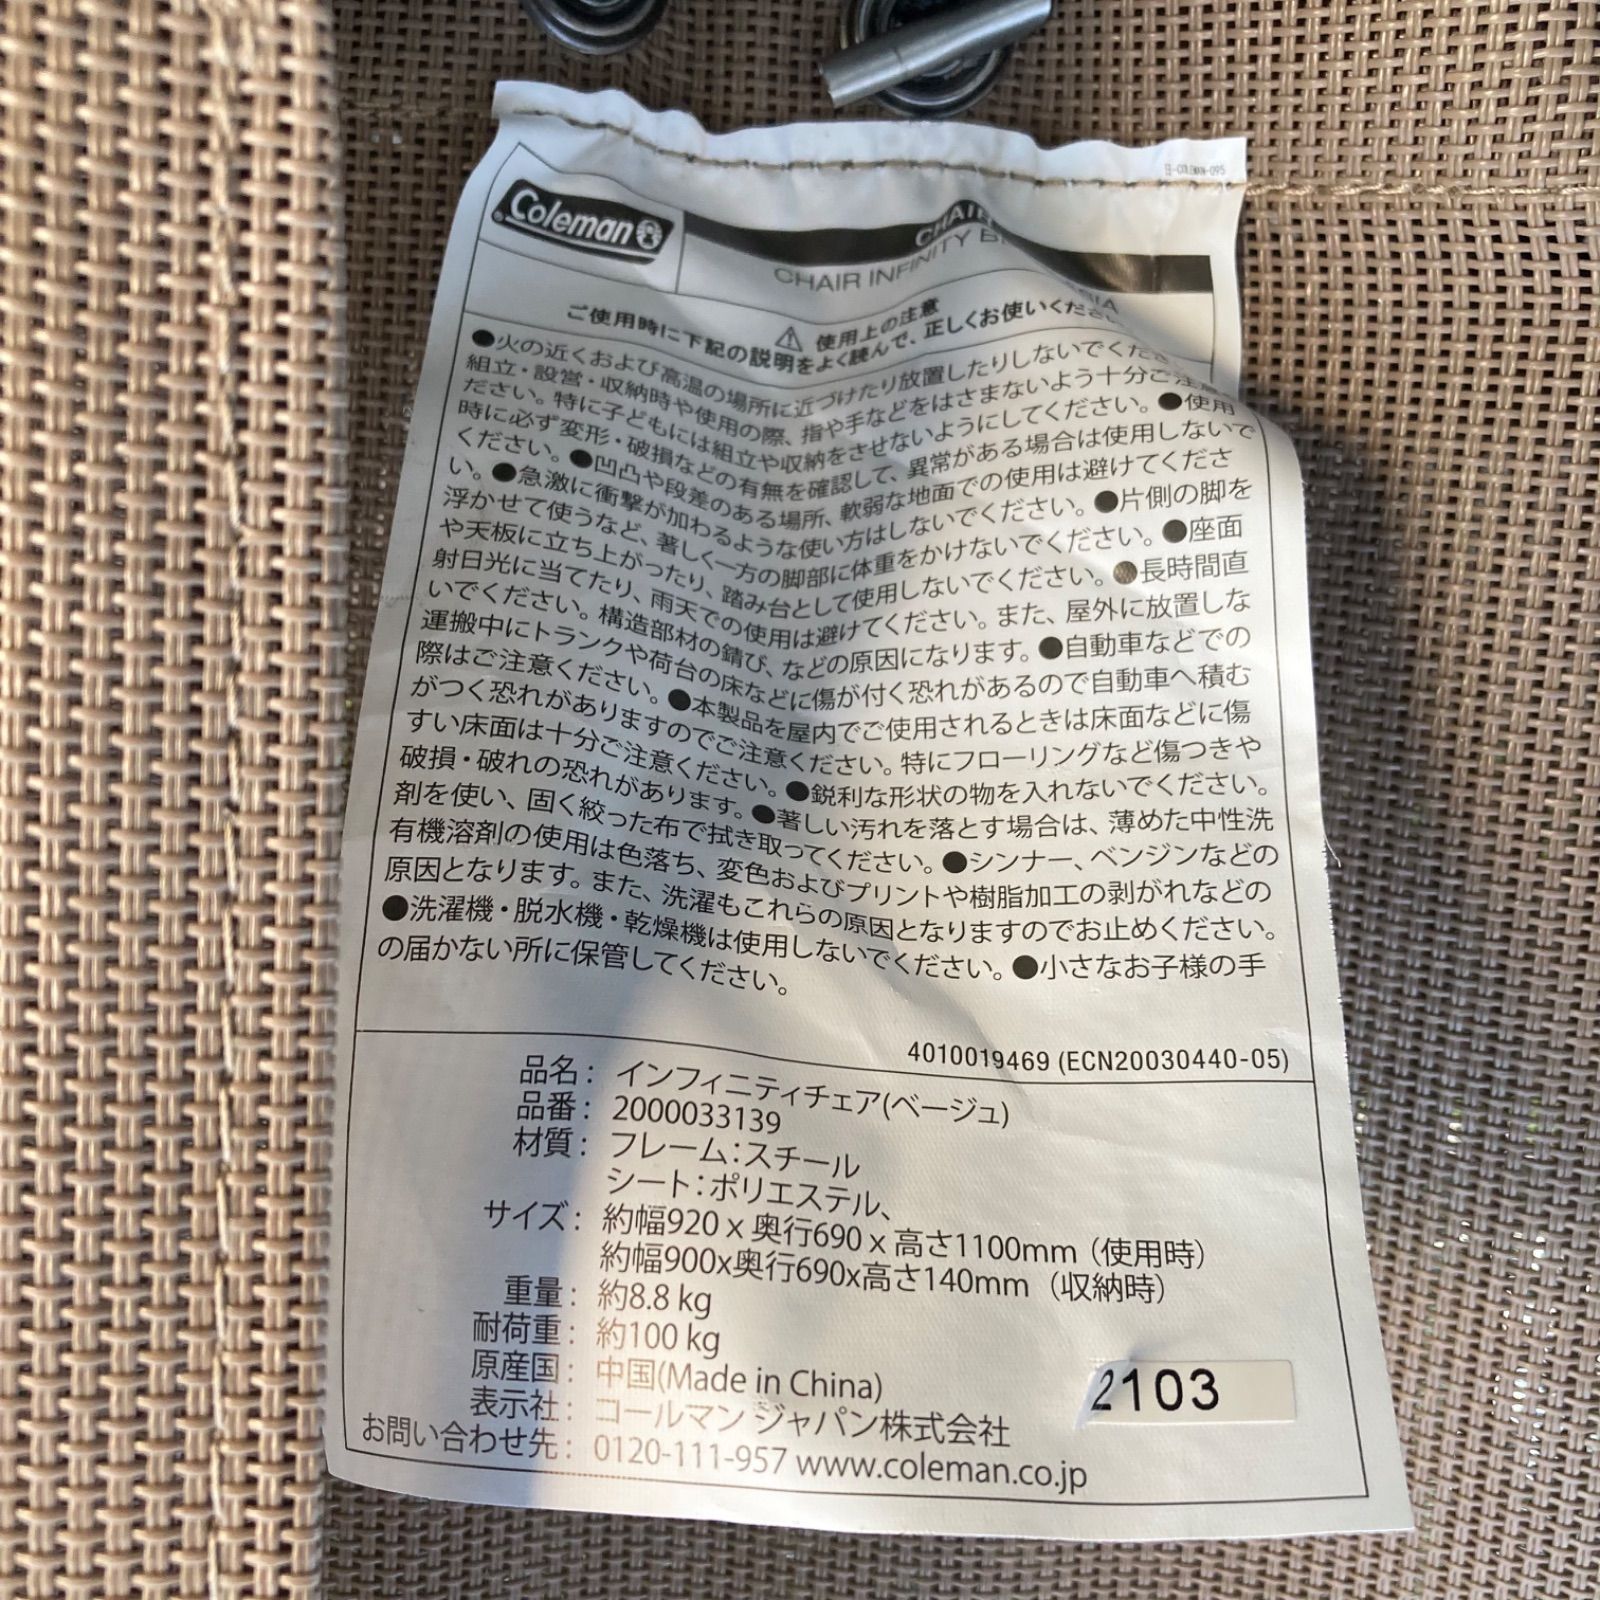 Coleman
CHAIR INFINITY
⚠ 使用上の注意
ご使用時に下記の説明をよく読んで、正しくお使いください
●火の近くおよび高温の場所に近づけたり放置したりしないでくださ
組立・設営・収納時や使用の際、指や手などをはさまないよう十分ご注意
ださい。特に子どもには組立や収納をさせないようにしてください。●使用
時に必ず変形・破損などの有無を確認して、異常がある場合は使用しないで
ください。●凹凸や段差のある場所、軟弱な地面での使用は避けてくださ
い。●急激に衝撃が加わるような使い方はしないでください。●片側の脚を
浮かせて使うなど、著しく一方の脚部に体重をかけないでください。●座面
や天板に立ち上がったり、踏み台として使用しないでください。●長時間直
射日光に当てたり、雨天での使用は避けてください。また、屋外に放置しな
いでください。構造部材の錆び、などの原因になります。●自動車などでの
運搬中にトランクや荷台の床などに傷が付く恐れがあるので自動車へ積む
際はご注意ください。●本製品を屋内でご使用されるときは床面などに傷
がつく恐れがありますのでご注意ください。特にフローリングなど傷つきや
すい床面は十分ご注意ください。●鋭利な形状の物を入れないでください。
破損・破れの恐れがあります。●著しい汚れを落とす場合は、薄めた中性洗
剤を使い、固く絞った布で拭き取ってください。●シンナー、ベンジンなどの
有機溶剤の使用は色落ち、変色およびプリントや樹脂加工の剥がれなどの
原因となります。また、洗濯もこれらの原因となりますのでお止めください。
●洗濯機・脱水機・乾燥機は使用しないでください。●小さなお子様の手
の届かない所に保管してください。
4010019469 (ECN20030440-05)
品名： インフィニティチェア(ベージュ)
品番： 2000033139
材質： フレーム：スチール
シート：ポリエステル、
サイズ： 約幅920 x 奥行690 x 高さ1100mm（使用時）
約幅900x奥行690x高さ140mm（収納時）
重量： 約8.8 kg
耐荷重： 約100 kg
原産国： 中国(Made in China)
表示社： コールマン ジャパン株式会社
お問い合わせ先： 0120-111-957 www.coleman.co.jp
2103